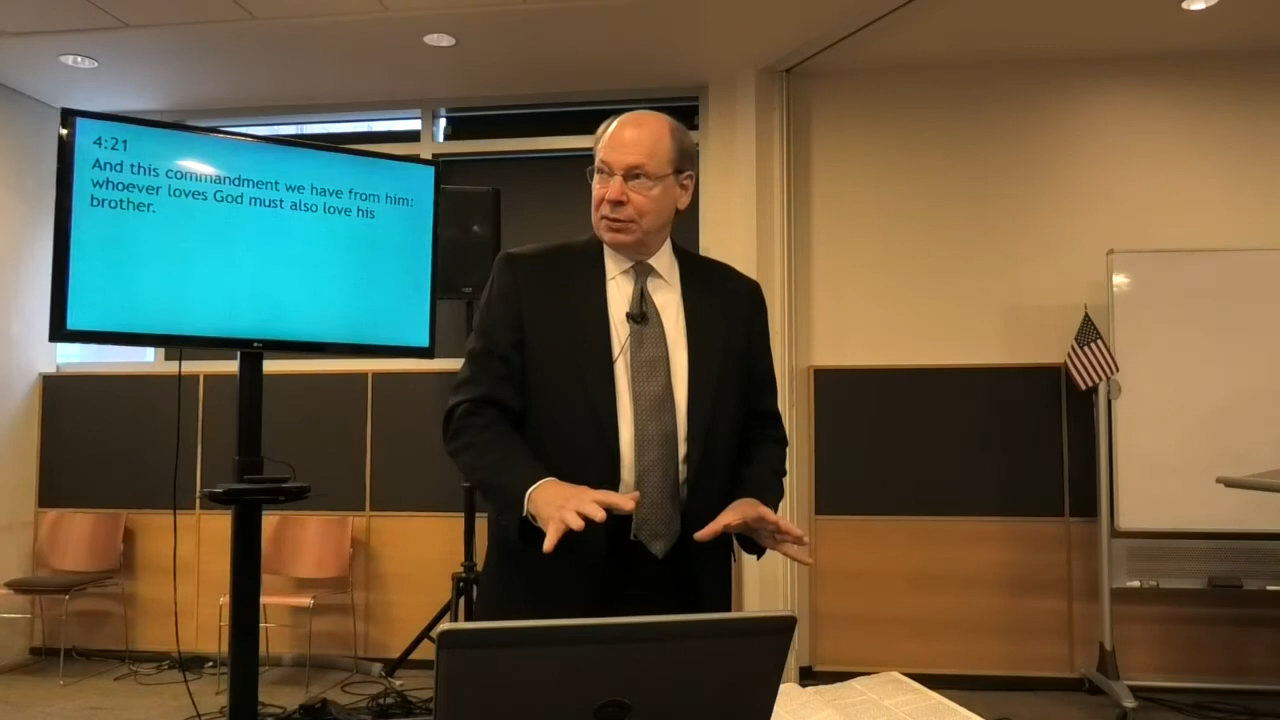 4:21
And this commandment we have from him:
whoever loves God must also love his
brother.